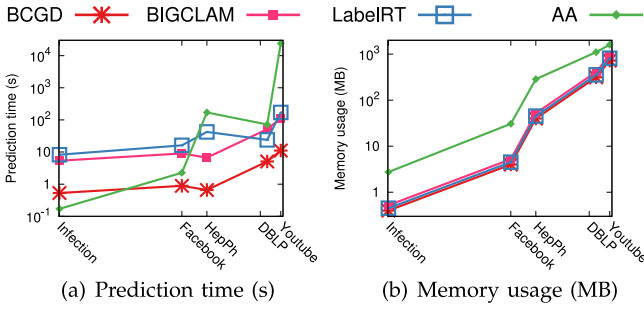 BCGD BIGCLAM LabelRT AA
Prediction time (s)
10^4
10^3
10^2
10
1
10^-1
Infection
Facebook
HepPh
DBLP
Youtube
(a) Prediction time (s)
Memory usage (MB)
10^3
10^2
10
1
Infection
Facebook
HepPh
DBLP
Youtube
(b) Memory usage (MB)